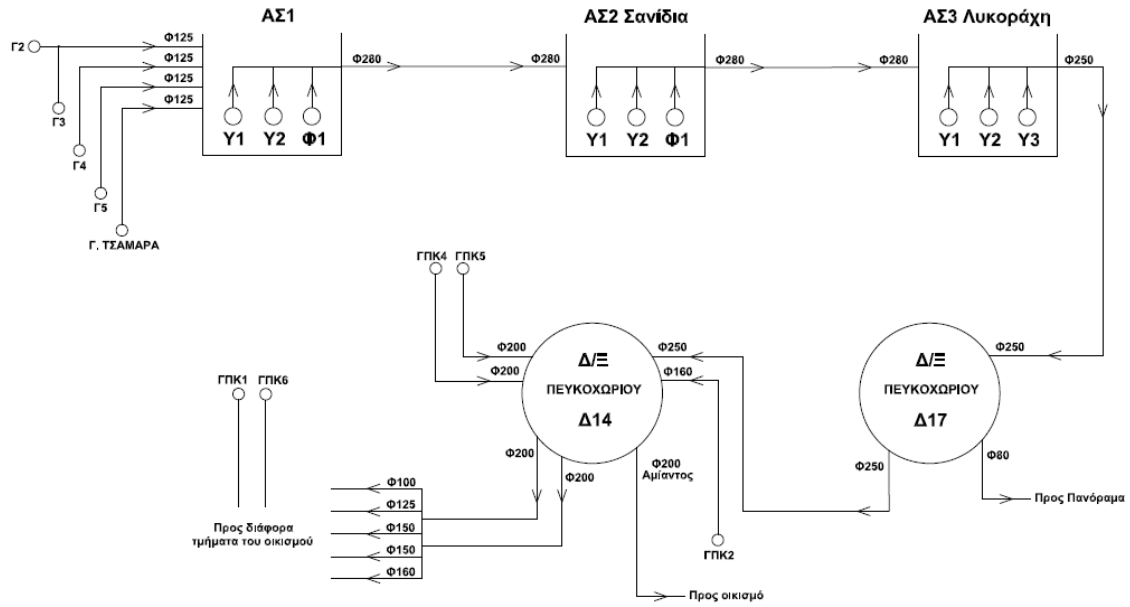 ΑΣ1
ΑΣ2 Σανίδια
ΑΣ3 Λυκοράχη
Γ2
Φ125
Φ125
Φ125
Φ125
Γ3
Γ4
Γ5
Γ. ΤΣΑΜΑΡΑ
Υ1 Υ2 Φ1
Φ280
Φ280
Υ1 Υ2 Φ1
Φ280
Φ280
Υ1 Υ2 Υ3
Φ250
ΓΠΚ4 ΓΠΚ5
Φ200
Φ200
Δ/Ξ
ΠΕΥΚΟΧΩΡΙΟΥ
Δ14
Φ250
Φ160
Δ/Ξ
ΠΕΥΚΟΧΩΡΙΟΥ
Δ17
Φ250
ΓΠΚ1 ΓΠΚ6
Φ200
Φ200
Φ200
Αμίαντος
Φ250
Φ80
Προς Πανόραμα
Φ100
Φ125
Φ150
Φ150
Φ160
Προς διάφορα
τμήματα του οικισμού
ΓΠΚ2
Προς οικισμό